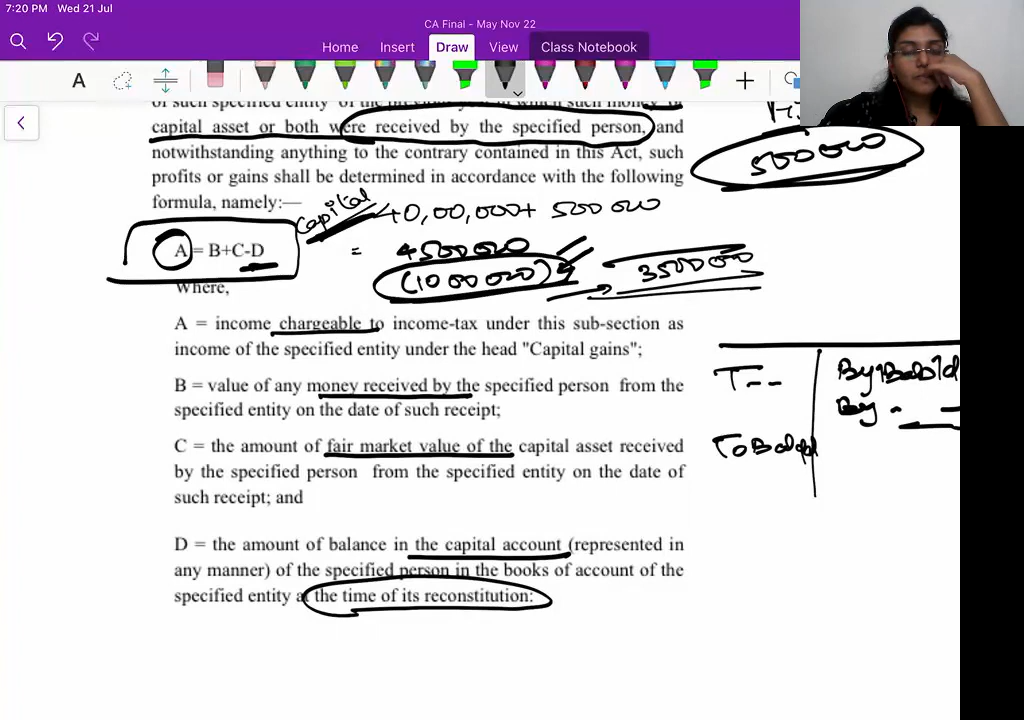 7:20 PM Wed 21 Jul
CA Final - May Nov 22
Home Insert Draw View Class Notebook
A
capital asset or both were received by the specified person, and
notwithstanding anything to the contrary contained in this Act, such
profits or gains shall be determined in accordance with the following
formula, namely:—
500000
Capital
40,00,000 + 500000
A = B+C-D
= 4500000
(1000000)
3500000
Where,
A = income chargeable to income-tax under this sub-section as
income of the specified entity under the head "Capital gains";
B = value of any money received by the specified person from the
specified entity on the date of such receipt;
C = the amount of fair market value of the capital asset received
by the specified person from the specified entity on the date of
such receipt; and
D = the amount of balance in the capital account (represented in
any manner) of the specified person in the books of account of the
specified entity at the time of its reconstitution:
T--
By
By - —
To